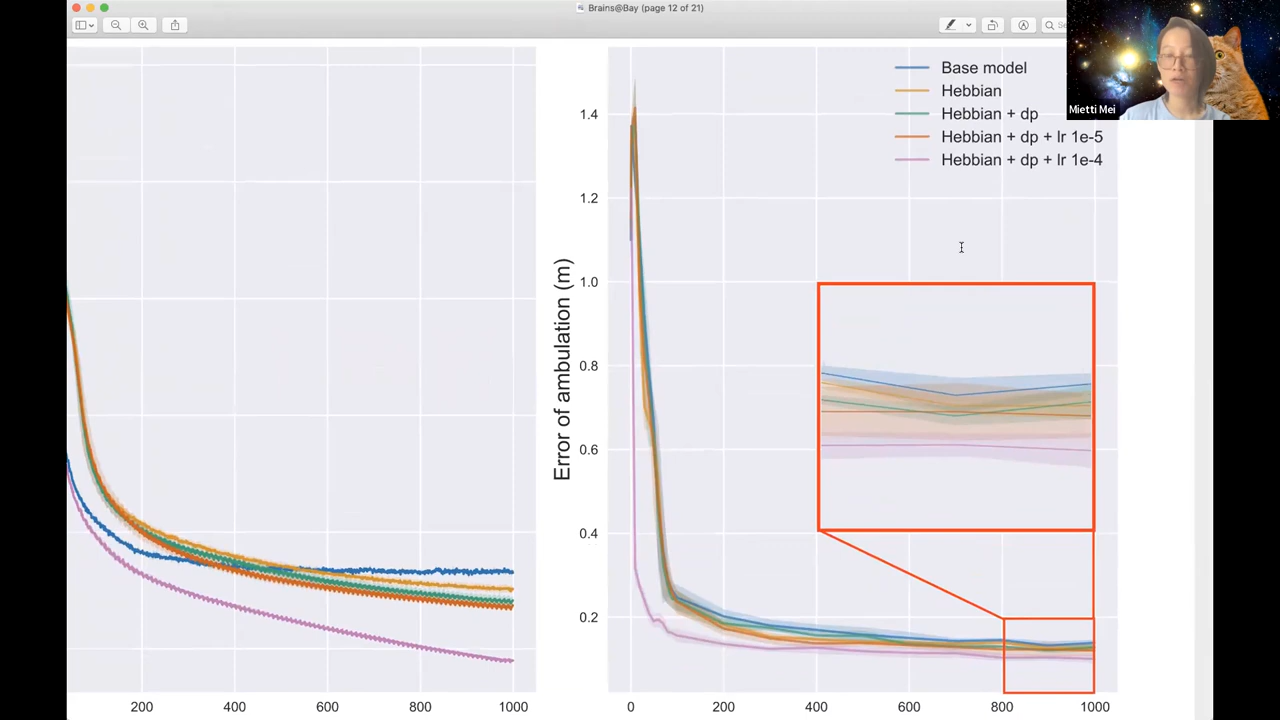 Brains@Bay (page 12 of 21)
Mietti Mei
Base model
Hebbian
Hebbian + dp
Hebbian + dp + lr 1e-5
Hebbian + dp + lr 1e-4
Error of ambulation (m)
1.4
1.2
1.0
0.8
0.6
0.4
0.2
200
400
600
800
1000
0
200
400
600
800
1000